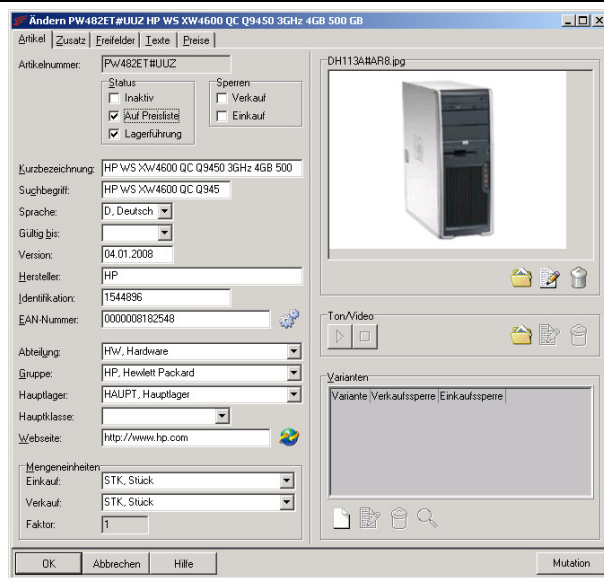 Ändern PW482ET#UUZ HP WS XW4600 QC Q9450 3GHz 4GB 500 GB
Artikel Zusatz Freifelder Texte Preise
Artikelnummer: PW482ET#UUZ
Status
Inaktiv
Auf Preisliste
Lagerführung
Sperren
Verkauf
Einkauf
Kurzbezeichnung: HP WS XW4600 QC Q9450 3GHz 4GB 500
Suchbegriff: HP WS XW4600 QC Q945
Sprache: D, Deutsch
Gültig bis:
Version: 04.01.2008
Hersteller: HP
Identifikation: 1544896
EAN-Nummer: 0000008182548
Abteilung: HW, Hardware
Gruppe: HP, Hewlett Packard
Hauptlager: HAUPT, Hauptlager
Hauptklasse:
Webseite: http://www.hp.com
Mengeneinheiten
Einkauf: STK, Stück
Verkauf: STK, Stück
Faktor: 1
DH113A#AR8.jpg
Ton/Video
Varianten
Variante Verkaufssperre Einkaufssperre
OK Abbrechen Hilfe Mutation